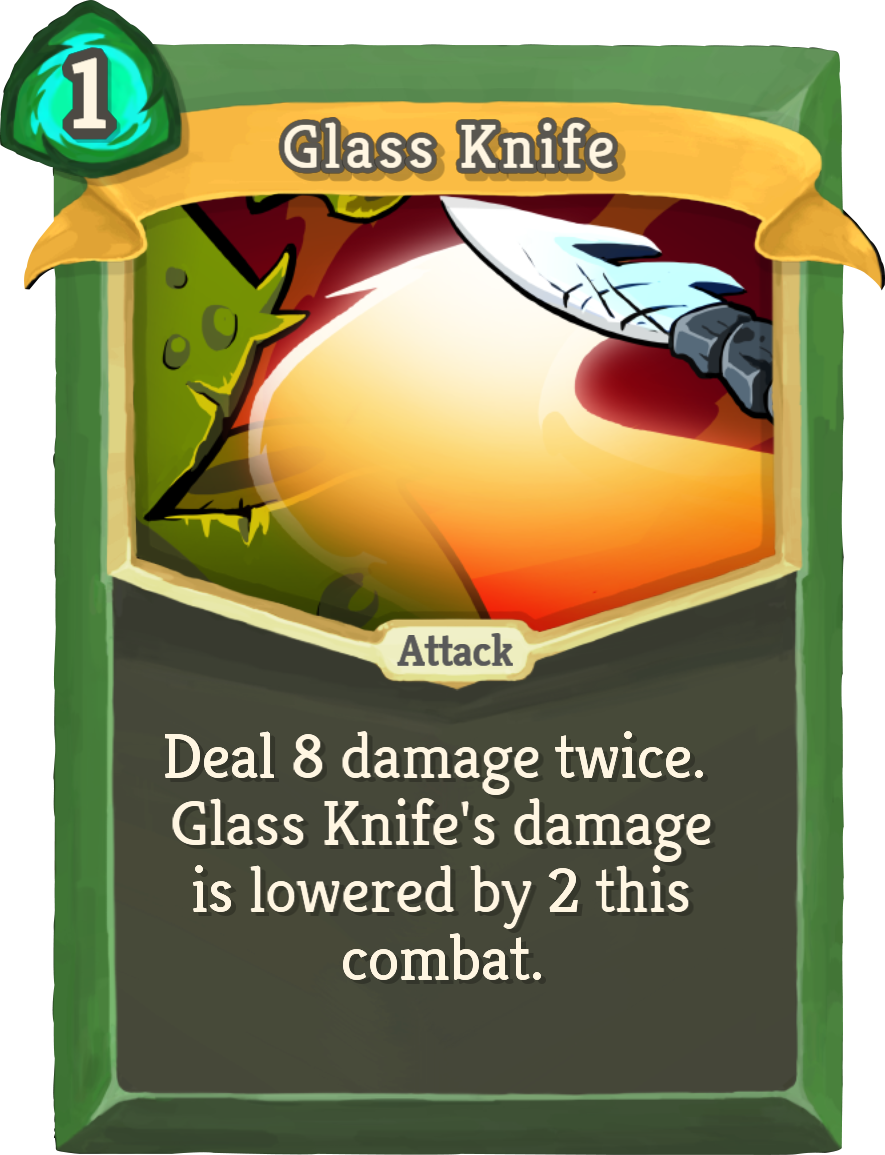 1
Glass Knife
Attack
Deal 8 damage twice.
Glass Knife's damage
is lowered by 2 this
combat.